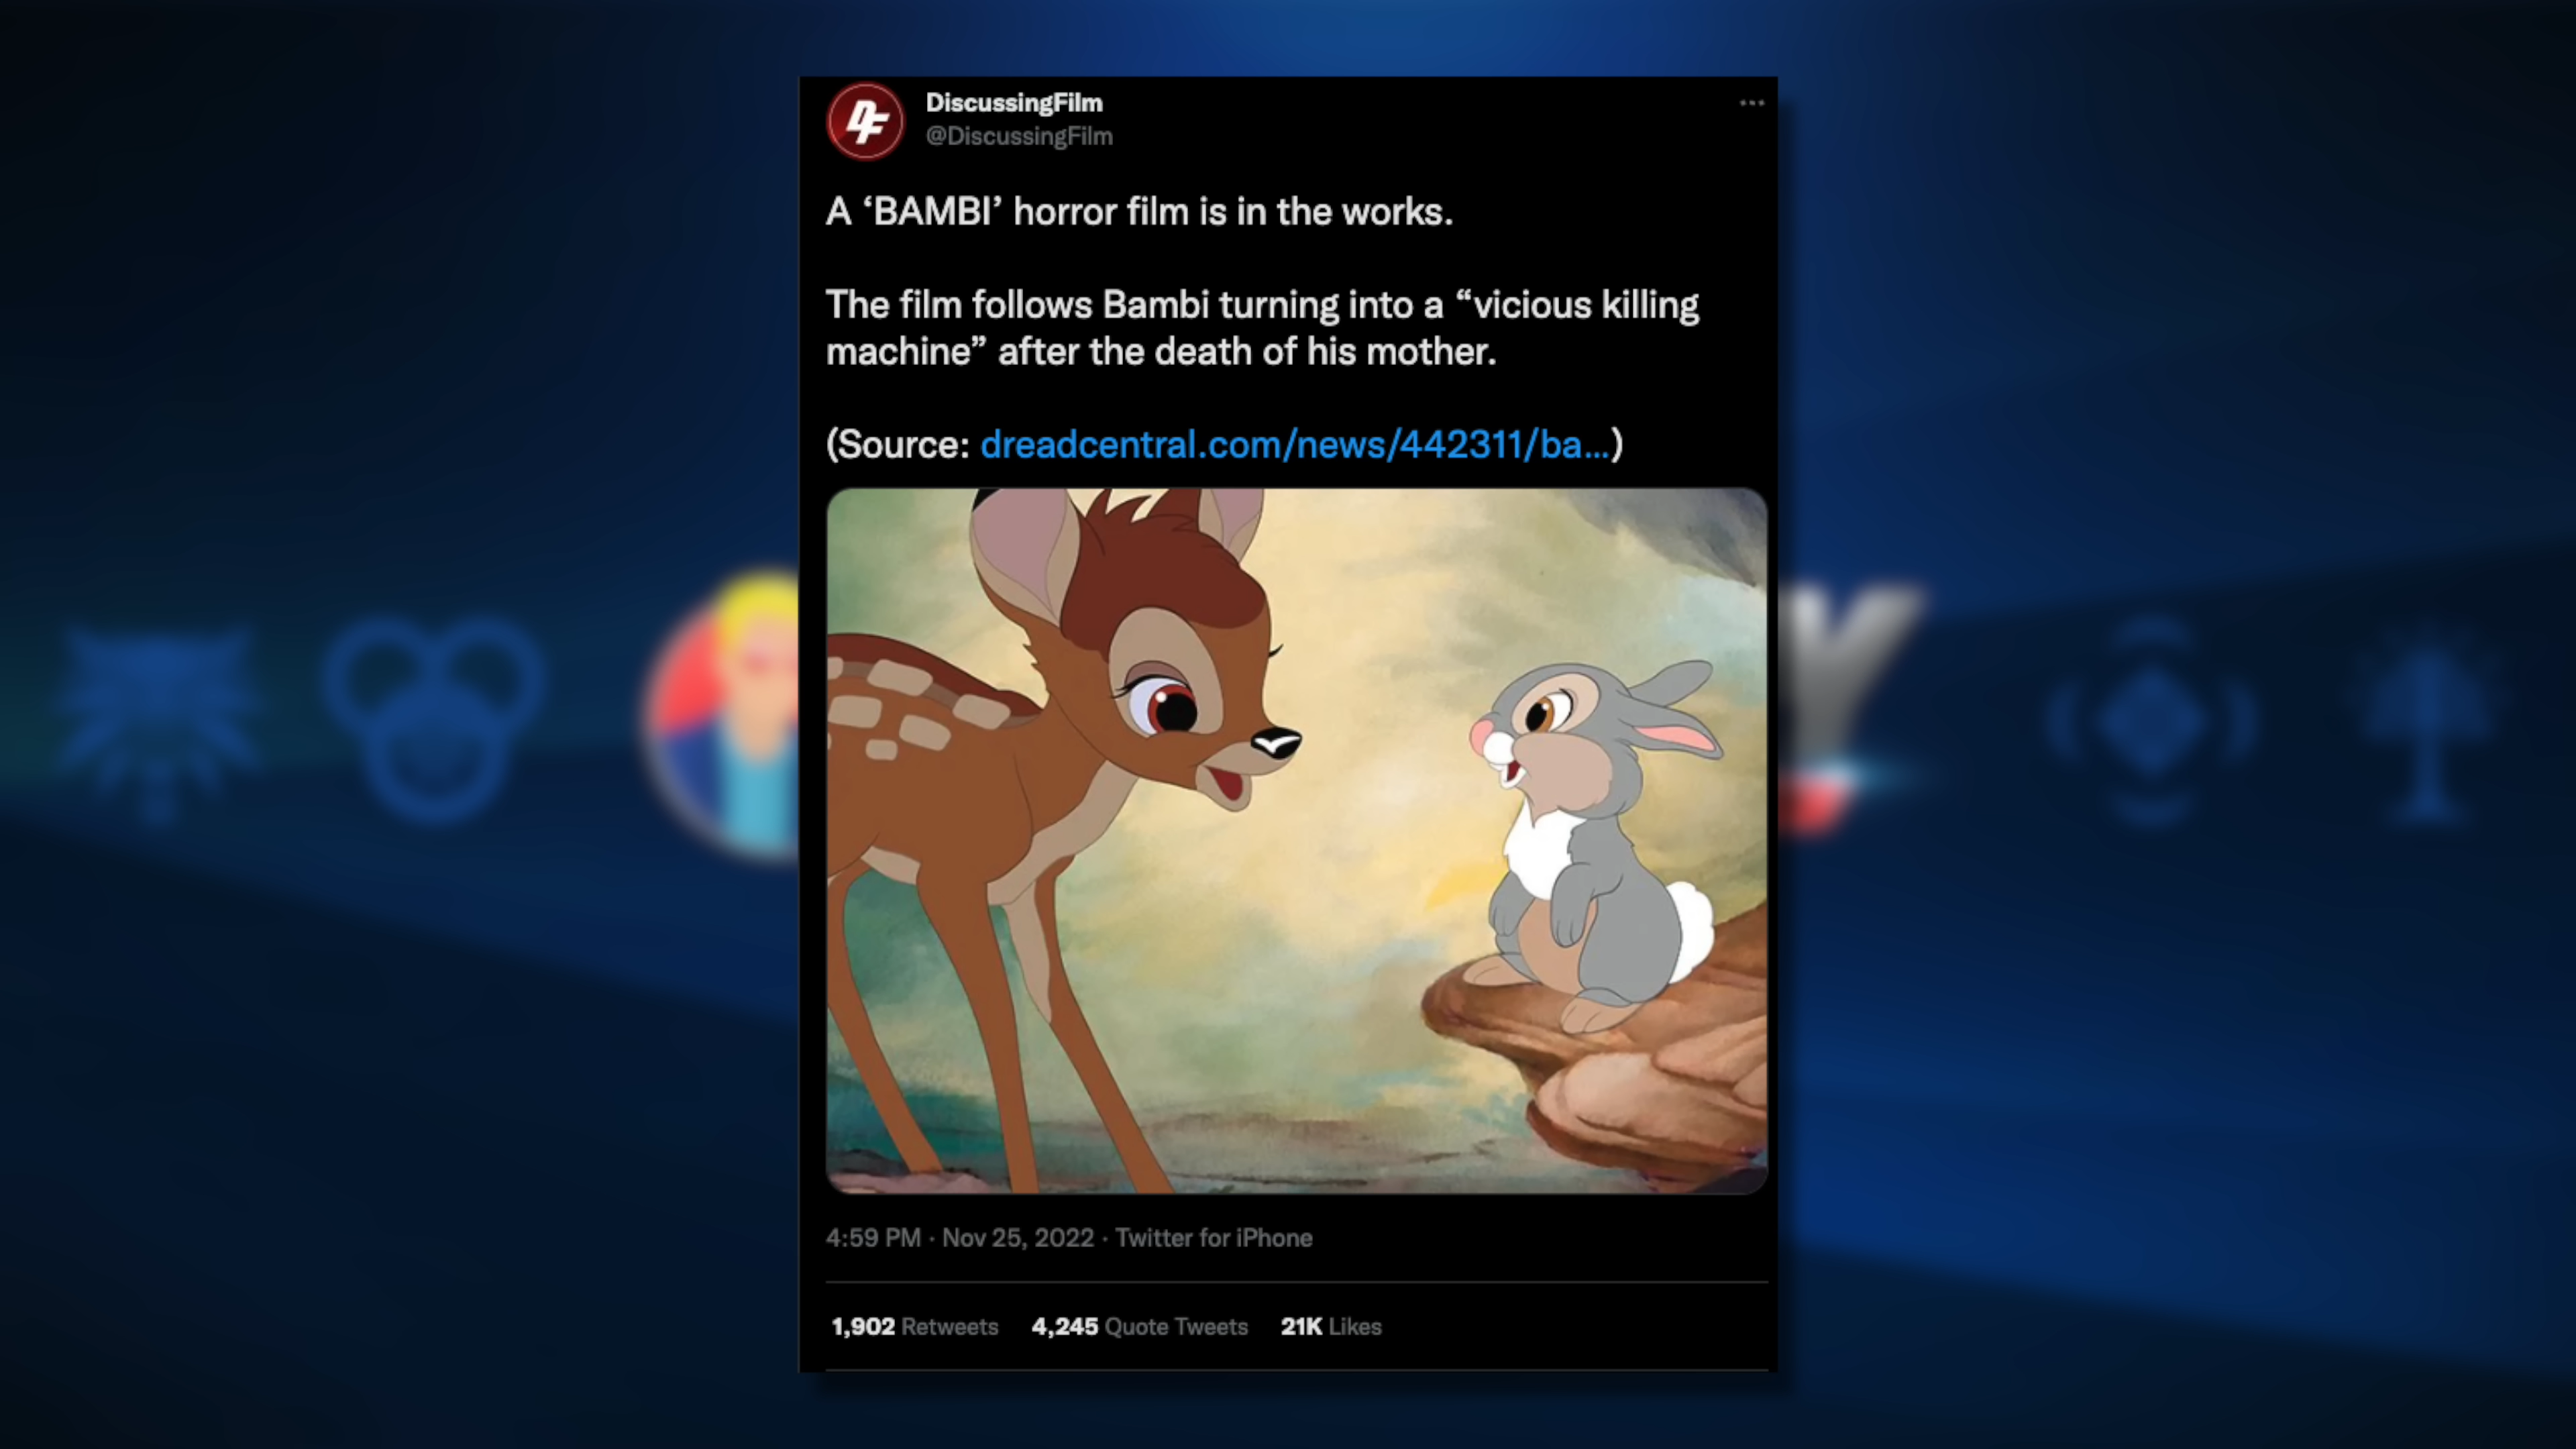 DF
DiscussingFilm
@DiscussingFilm
A ‘BAMBI’ horror film is in the works.
The film follows Bambi turning into a “vicious killing
machine” after the death of his mother.
(Source: dreadcentral.com/news/442311/ba...)
4:59 PM · Nov 25, 2022 · Twitter for iPhone
1,902 Retweets 4,245 Quote Tweets 21K Likes